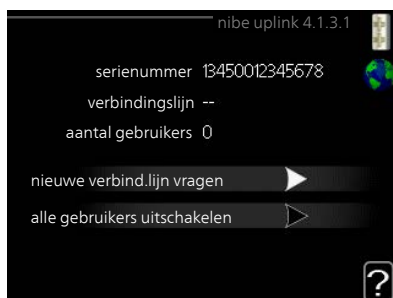 nibe uplink 4.1.3.1
serienummer 13450012345678
verbindingslijn --
aantal gebruikers 0
nieuwe verbind.lijn vragen
alle gebruikers uitschakelen
?